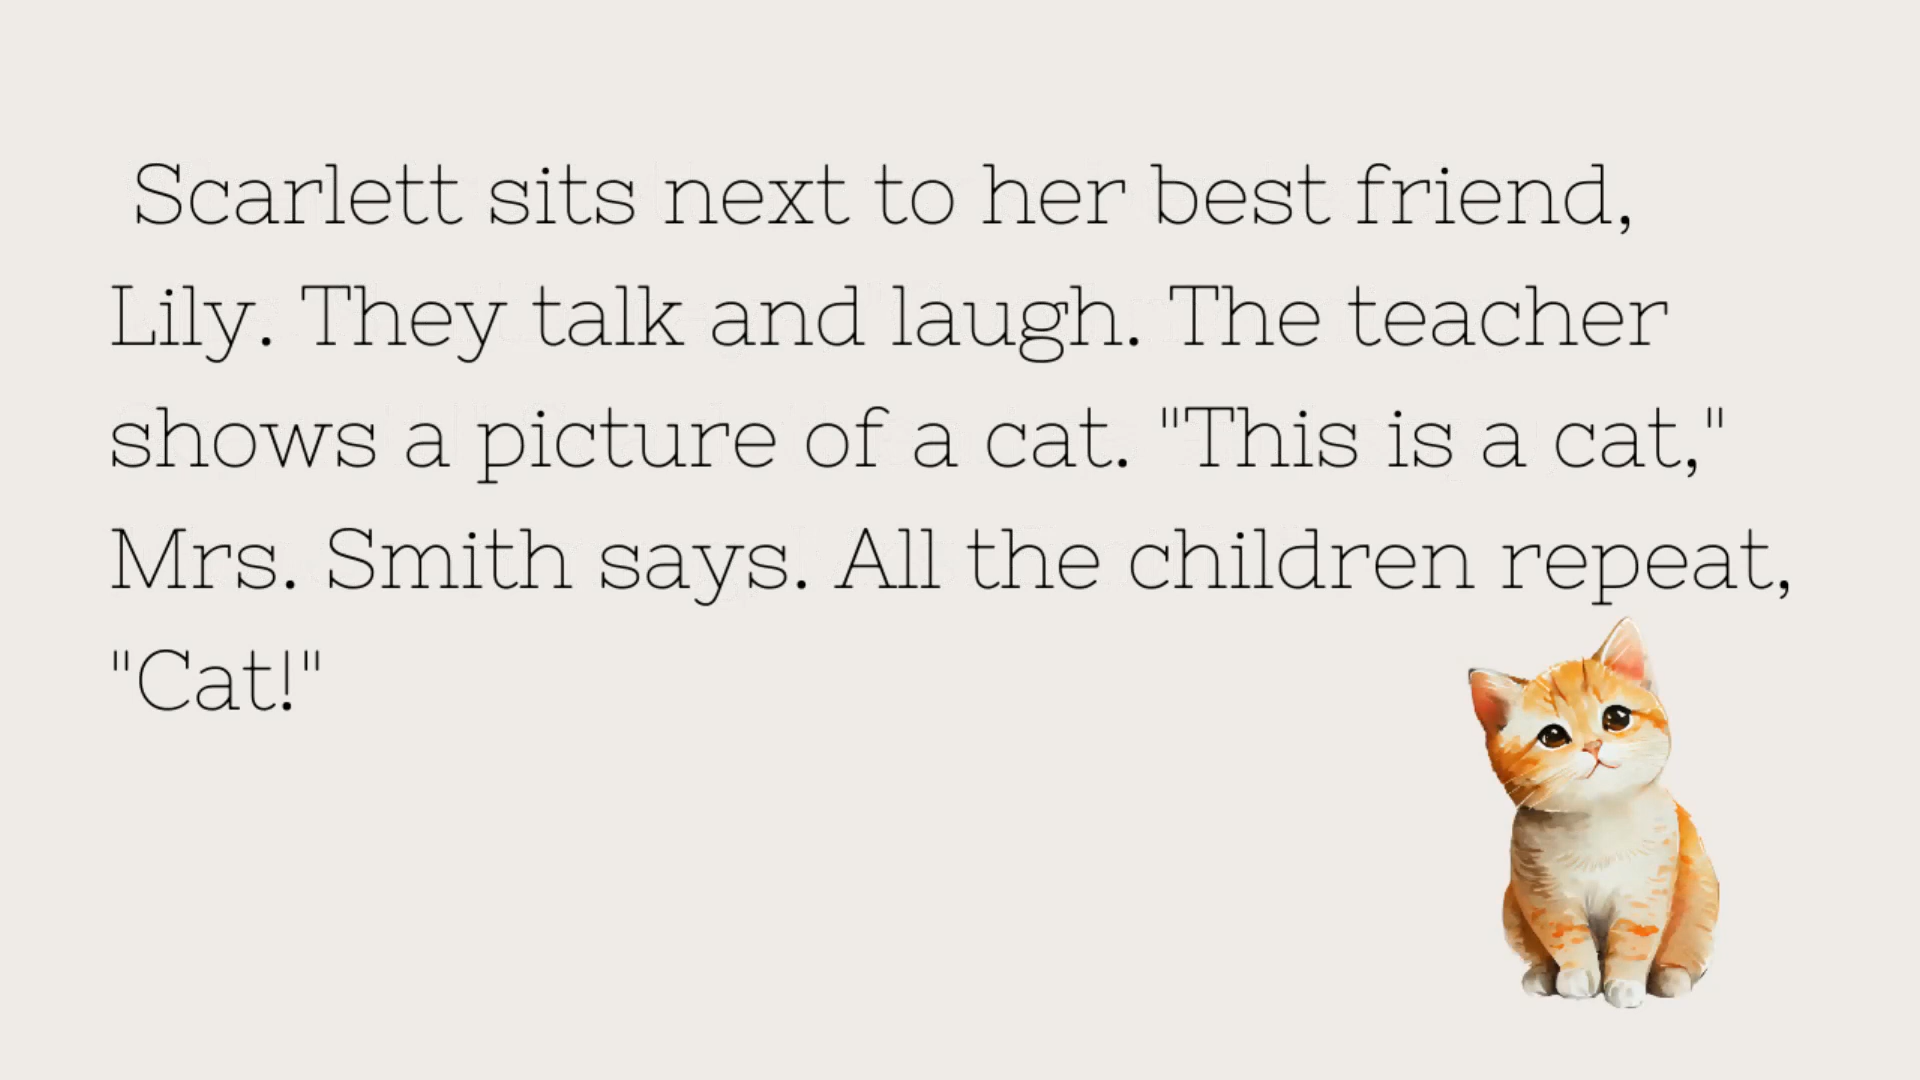 Scarlett sits next to her best friend,
Lily. They talk and laugh. The teacher
shows a picture of a cat. "This is a cat,"
Mrs. Smith says. All the children repeat,
"Cat!"